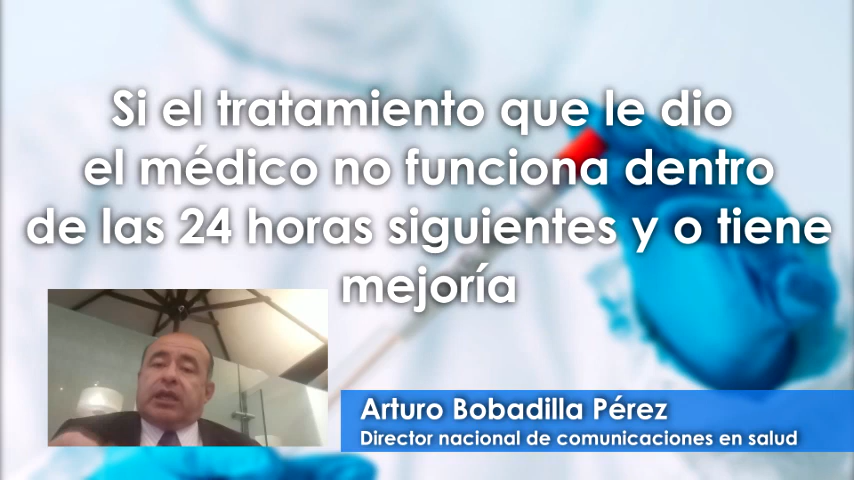 Si el tratamiento que le dio
el médico no funciona dentro
de las 24 horas siguientes y o tiene
mejoría
Arturo Bobadilla Pérez
Director nacional de comunicaciones en salud